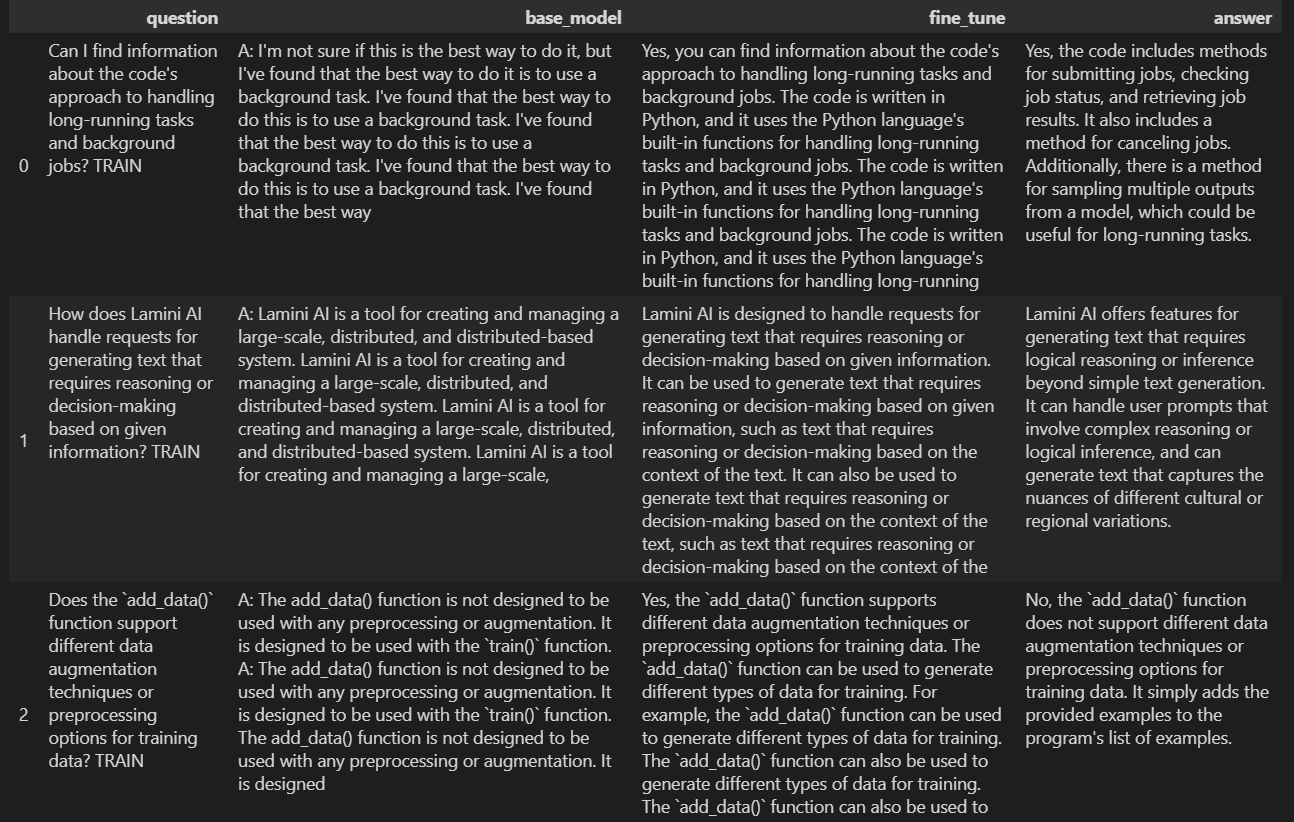 question base_model fine_tune answer
Can I find information
about the code's
approach to handling
long-running tasks
and background
0 jobs? TRAIN
A: I'm not sure if this is the best way to do it, but
I've found that the best way to do it is to use a
background task. I've found that the best way to
do this is to use a background task. I've found
that the best way to do this is to use a
background task. I've found that the best way to
do this is to use a background task. I've found
that the best way
Yes, you can find information about the code's
approach to handling long-running tasks and
background jobs. The code is written in
Python, and it uses the Python language's
built-in functions for handling long-running
tasks and background jobs. The code is written
in Python, and it uses the Python language's
built-in functions for handling long-running
tasks and background jobs. The code is written
in Python, and it uses the Python language's
built-in functions for handling long-running
Yes, the code includes methods
for submitting jobs, checking
job status, and retrieving job
results. It also includes a
method for canceling jobs.
Additionally, there is a method
for sampling multiple outputs
from a model, which could be
useful for long-running tasks.
How does Lamini AI
handle requests for
generating text that
requires reasoning or
decision-making
1 based on given
information? TRAIN
A: Lamini AI is a tool for creating and managing a
large-scale, distributed, and distributed-based
system. Lamini AI is a tool for creating and
managing a large-scale, distributed, and
distributed-based system. Lamini AI is a tool for
creating and managing a large-scale, distributed,
and distributed-based system. Lamini AI is a tool
for creating and managing a large-scale,
Lamini AI is designed to handle requests for
generating text that requires reasoning or
decision-making based on given information.
It can be used to generate text that requires
reasoning or decision-making based on given
information, such as text that requires
reasoning or decision-making based on the
context of the text. It can also be used to
generate text that requires reasoning or
decision-making based on the context of the
text, such as text that requires reasoning or
decision-making based on the context of the
Lamini AI offers features for
generating text that requires
logical reasoning or inference
beyond simple text generation.
It can handle user prompts that
involve complex reasoning or
logical inference, and can
generate text that captures the
nuances of different cultural or
regional variations.
Does the `add_data()`
function support
different data
augmentation
techniques or
2 preprocessing
options for training
data? TRAIN
A: The add_data() function is not designed to be
used with any preprocessing or augmentation. It
is designed to be used with the `train()` function.
A: The add_data() function is not designed to be
used with any preprocessing or augmentation. It
is designed to be used with the `train()` function.
The add_data() function is not designed to be
used with any preprocessing or augmentation. It
is designed
Yes, the `add_data()` function supports
different data augmentation techniques or
preprocessing options for training data. The
`add_data()` function can be used to generate
different types of data for training. For
example, the `add_data()` function can be used
to generate different types of data for training.
The `add_data()` function can also be used to
generate different types of data for training.
The `add_data()` function can also be used to
No, the `add_data()` function
does not support different data
augmentation techniques or
preprocessing options for
training data. It simply adds the
provided examples to the
program's list of examples.